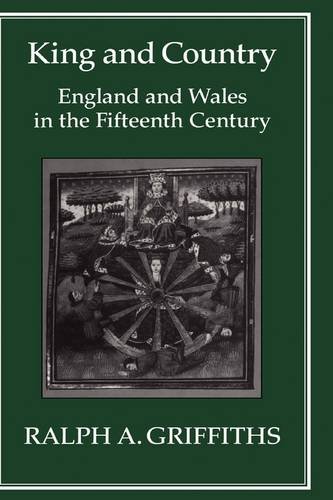 King and Country
England and Wales
in the Fifteenth Century
RALPH A. GRIFFITHS